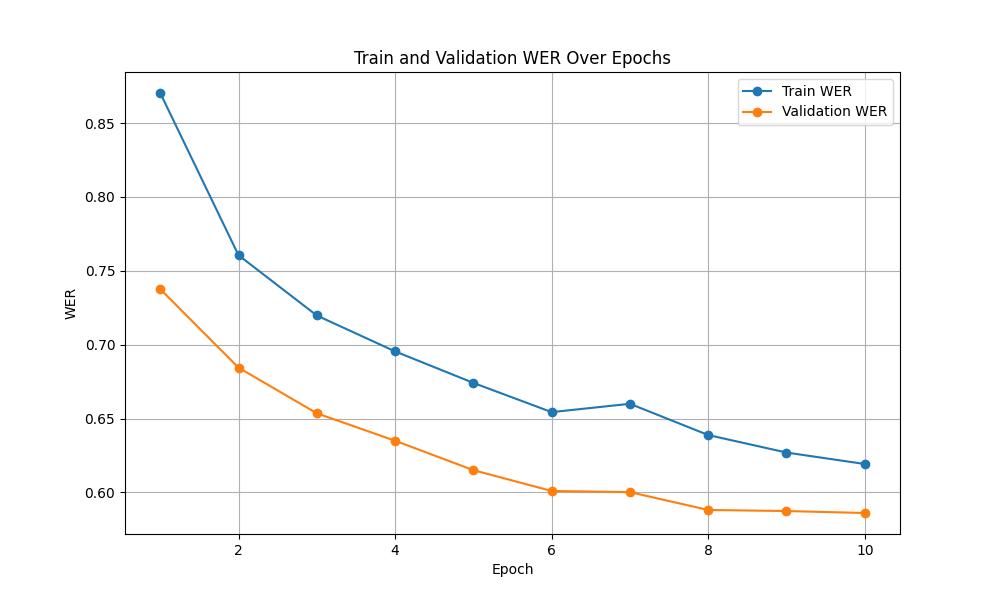 Train and Validation WER Over Epochs
Train WER
Validation WER
0.85
0.80
0.75
0.70
0.65
0.60
WER
2 4 6 8 10
Epoch